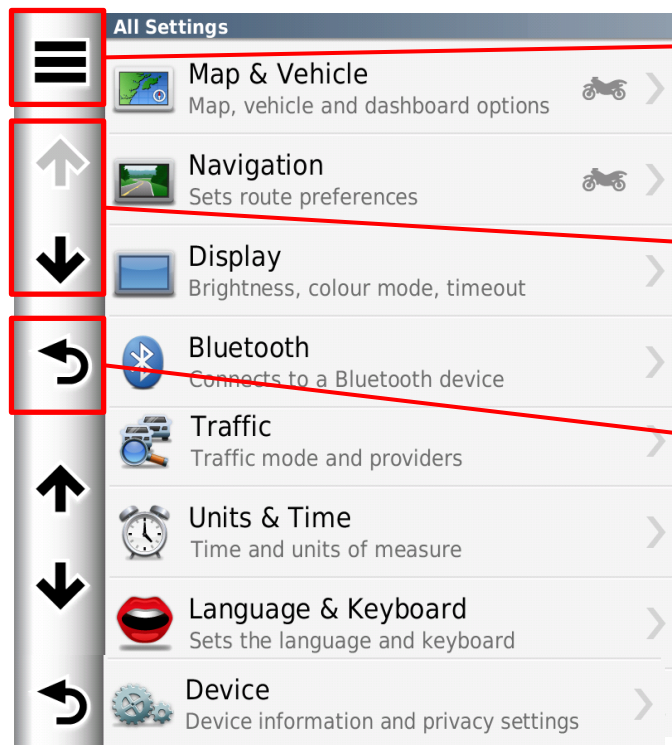 All Settings
Map & Vehicle
Map, vehicle and dashboard options
Navigation
Sets route preferences
Display
Brightness, colour mode, timeout
Bluetooth
Connects to a Bluetooth device
Traffic
Traffic mode and providers
Units & Time
Time and units of measure
Language & Keyboard
Sets the language and keyboard
Device
Device information and privacy settings